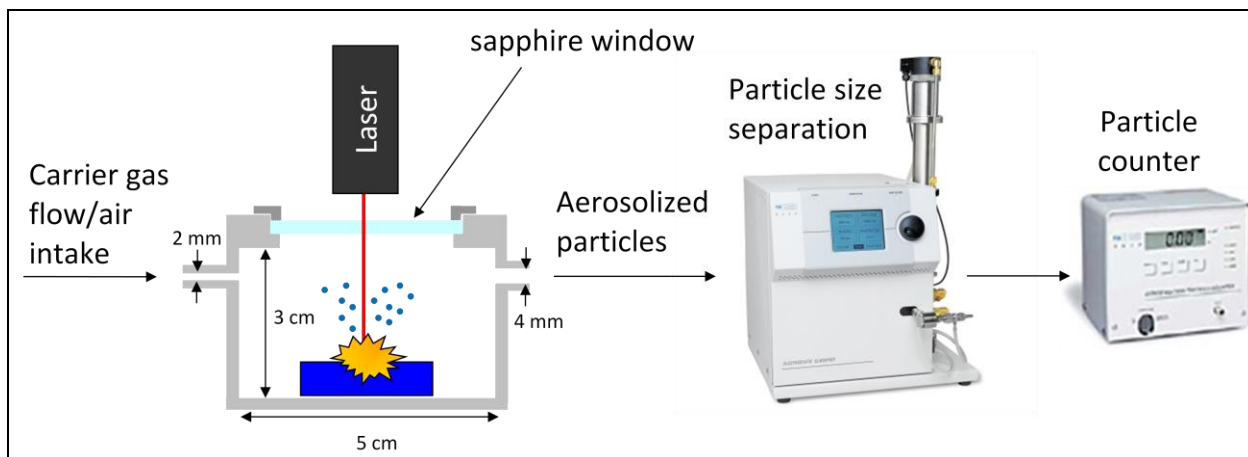 sapphire window
Laser
Particle size
separation
Particle
counter
Carrier gas
flow/air
intake
Aerosolized
particles
2 mm
3 cm
4 mm
5 cm